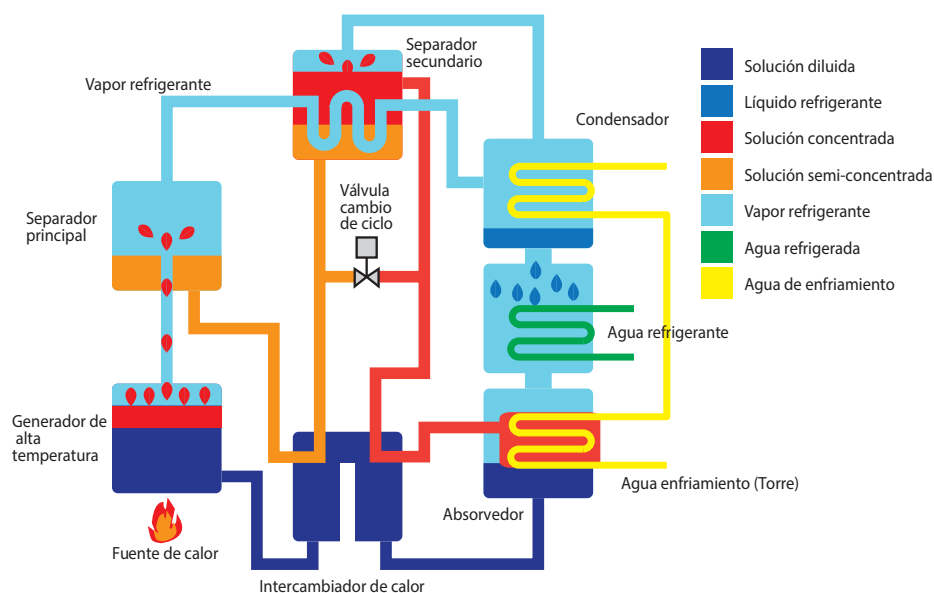 Separador
secundario
Vapor refrigerante
Condensador
Válvula
cambio
de ciclo
Separador
principal
Agua refrigerante
Generador de
alta
temperatura
Agua enfriamiento (Torre)
Absorvedor
Fuente de calor
Intercambiador de calor
Solución diluida
Líquido refrigerante
Solución concentrada
Solución semi-concentrada
Vapor refrigerante
Agua refrigerada
Agua de enfriamiento